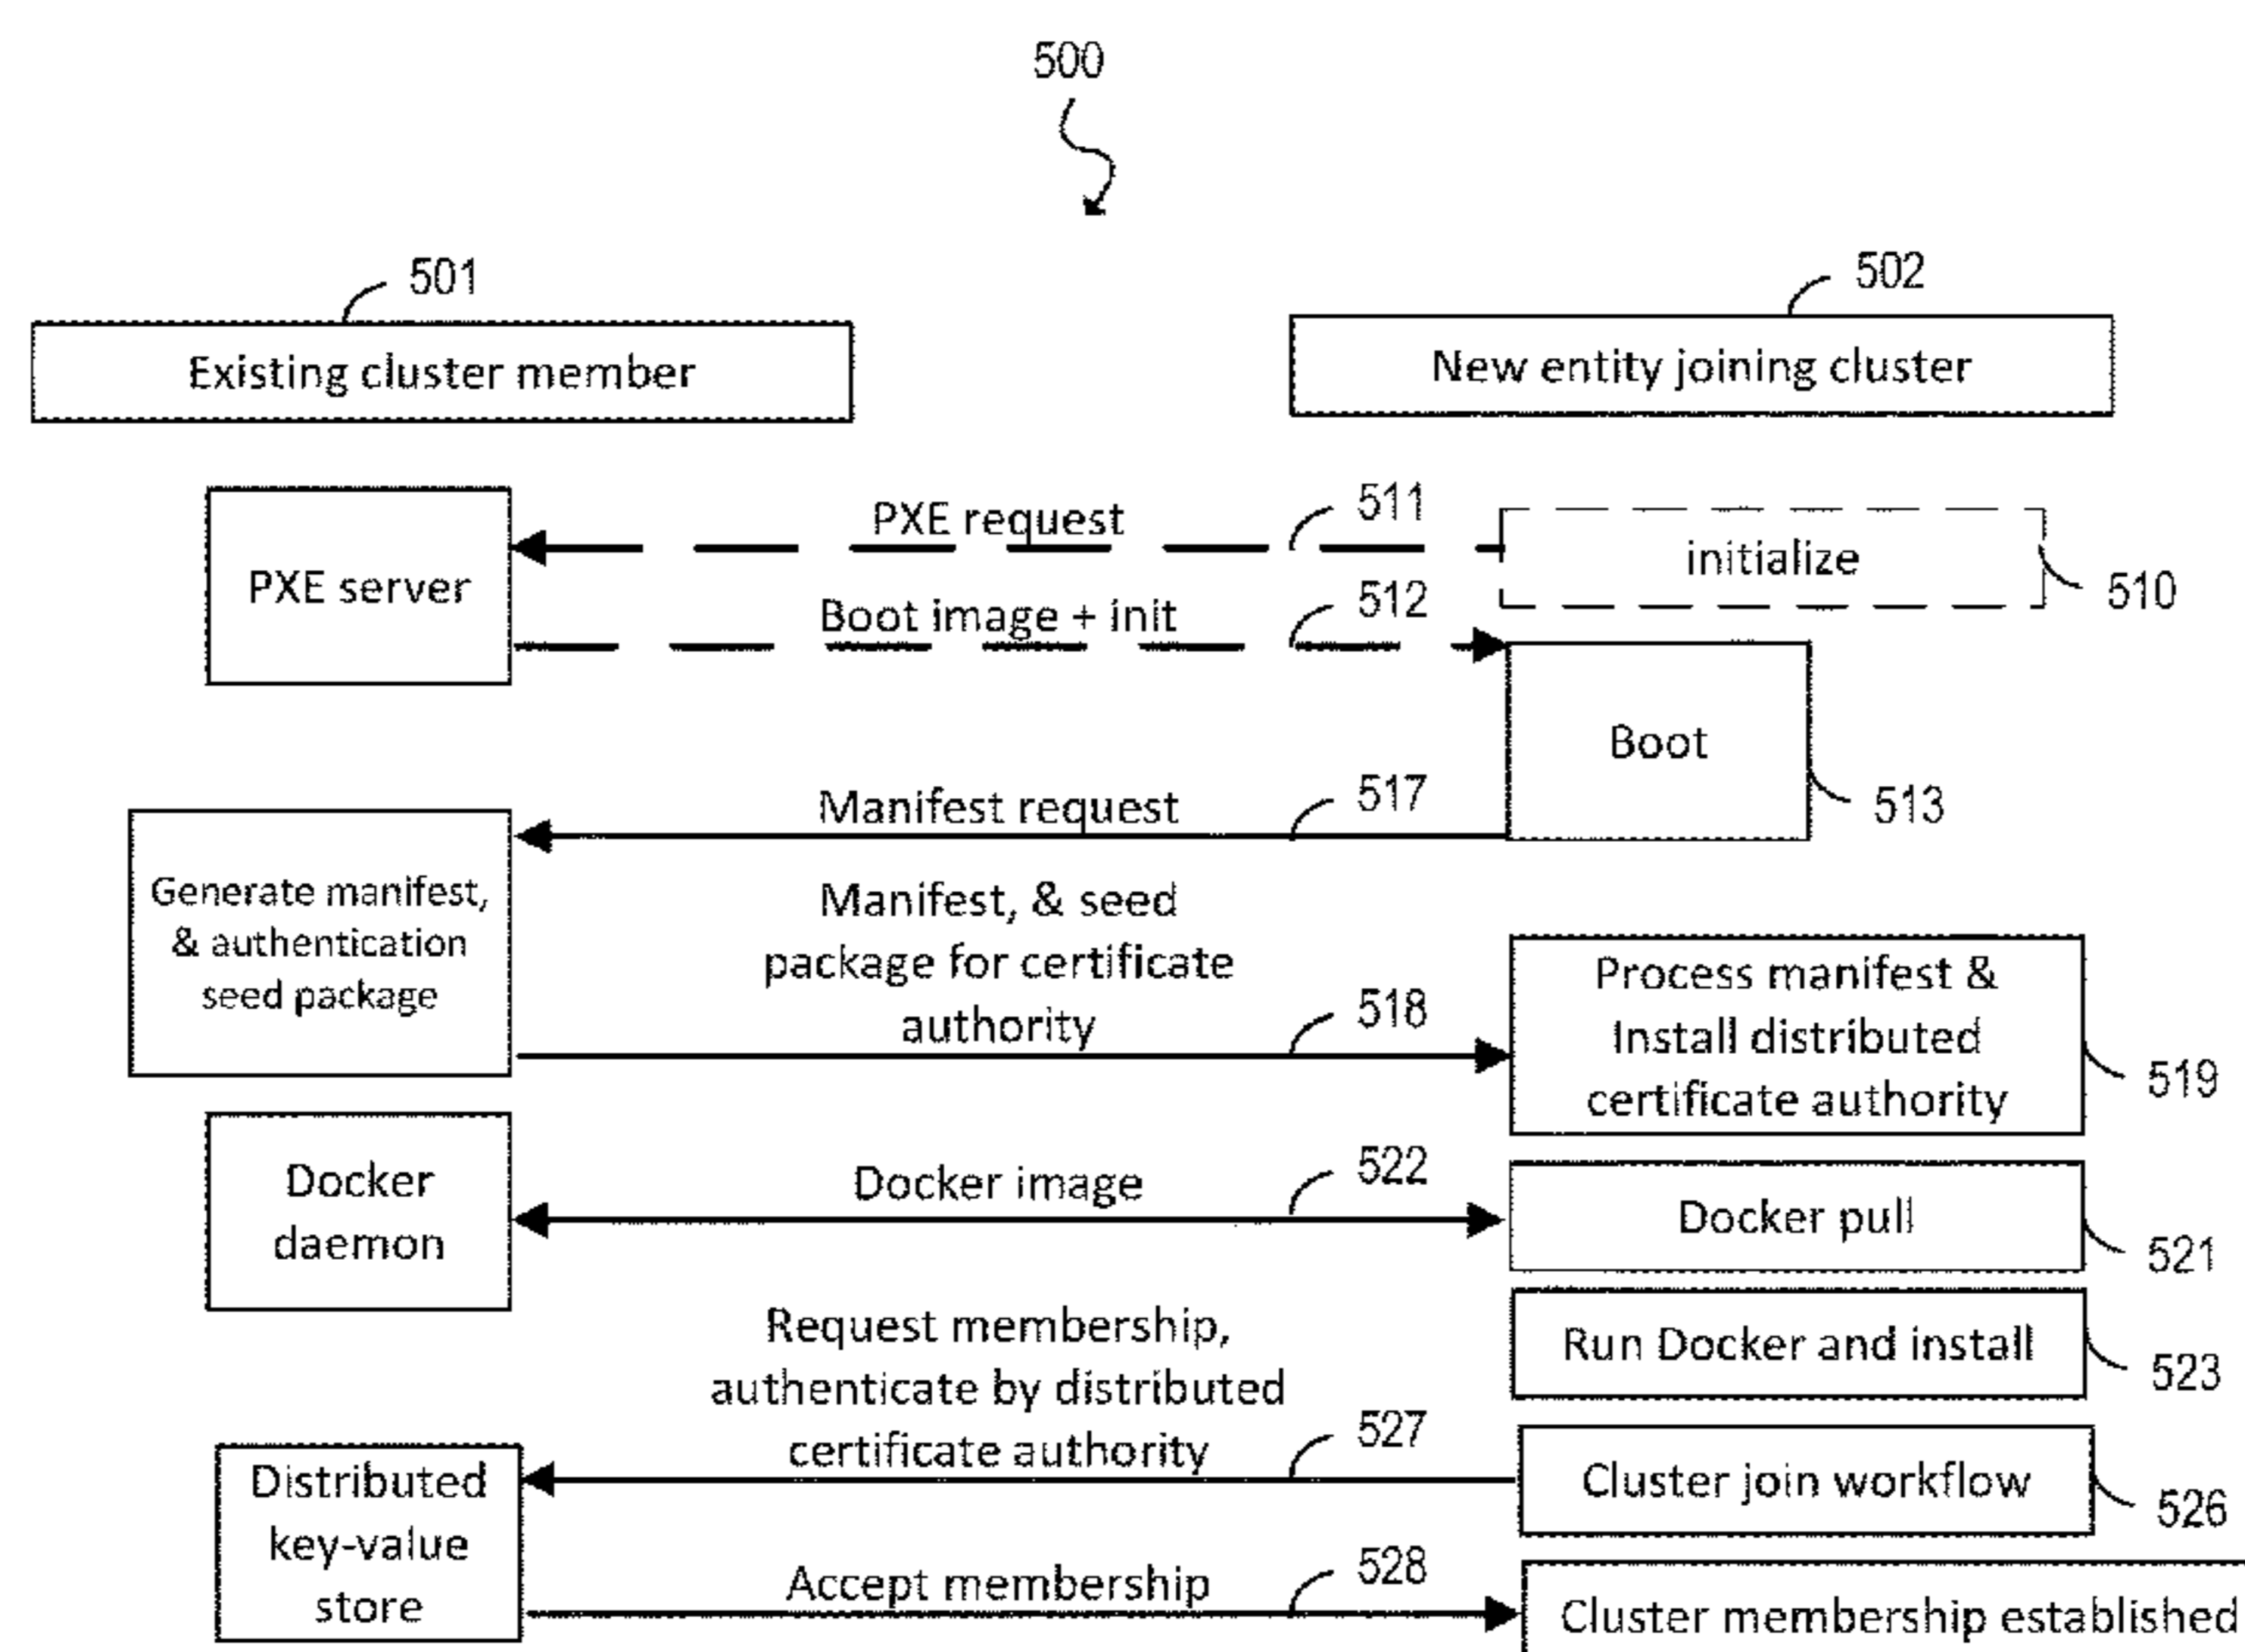 500
501
502
Existing cluster member
New entity joining cluster
PXE server
PXE request
511
initialize
510
Boot image + init
512
Boot
513
Manifest request
517
Generate manifest,
& authentication
seed package
Manifest, & seed
package for certificate
authority
518
Process manifest &
Install distributed
certificate authority
519
Docker
daemon
Docker image
522
Docker pull
521
Run Docker and install
523
Request membership,
authenticate by distributed
certificate authority
527
Cluster join workflow
526
Distributed
key-value
store
Accept membership
528
Cluster membership established